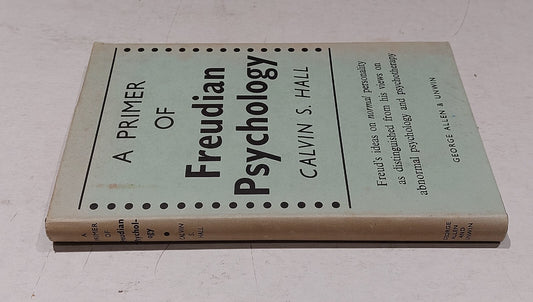 A PRIMER
OF
Freudian
Psychology
CALVIN S. HALL
Freud's ideas on normal personality
as distinguished from his views on
abnormal psychology and psychotherapy
GEORGE ALLEN & UNWIN
A
PRIMER
OF
Freudian
Psychol-
ogy
CALVIN
S.
HALL
GEORGE
ALLEN
AND
UNWIN